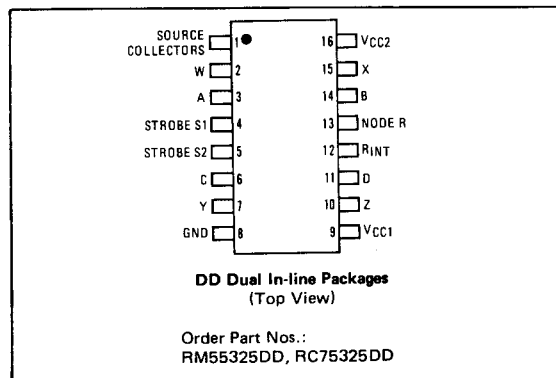 SOURCE
COLLECTORS 1 16 VCC2
W 2 15 X
A 3 14 B
STROBE S1 4 13 NODE R
STROBE S2 5 12 RINT
C 6 11 D
Y 7 10 Z
GND 8 9 VCC1
DD Dual In-line Packages
(Top View)
Order Part Nos.:
RM55325DD, RC75325DD